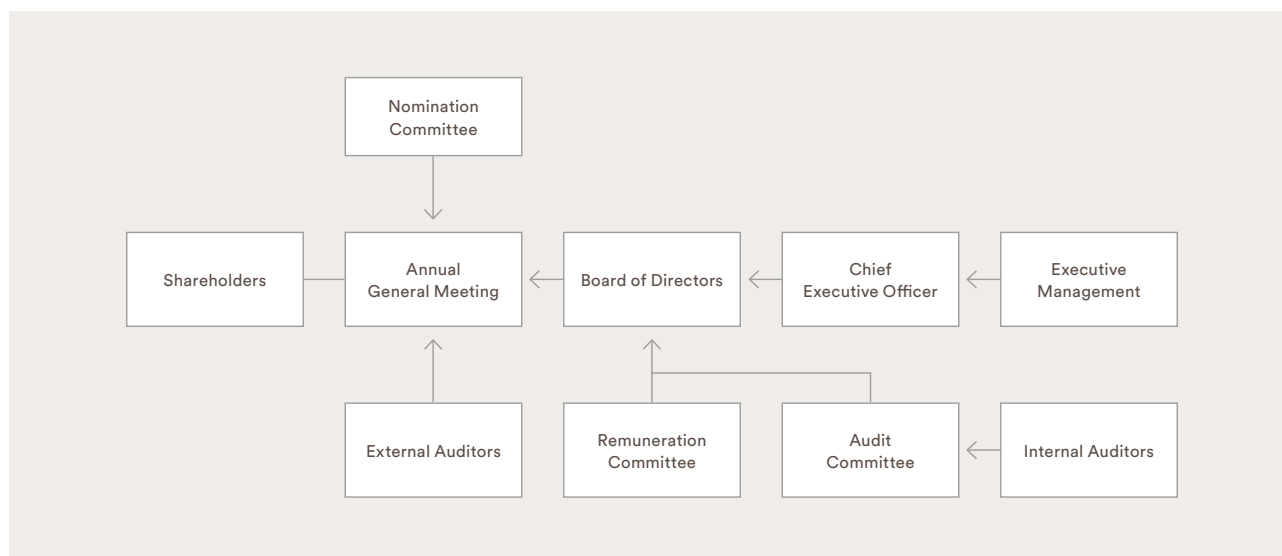 Nomination
Committee
Shareholders
Annual
General Meeting
Board of Directors
Chief
Executive Officer
Executive
Management
External Auditors
Remuneration
Committee
Audit
Committee
Internal Auditors